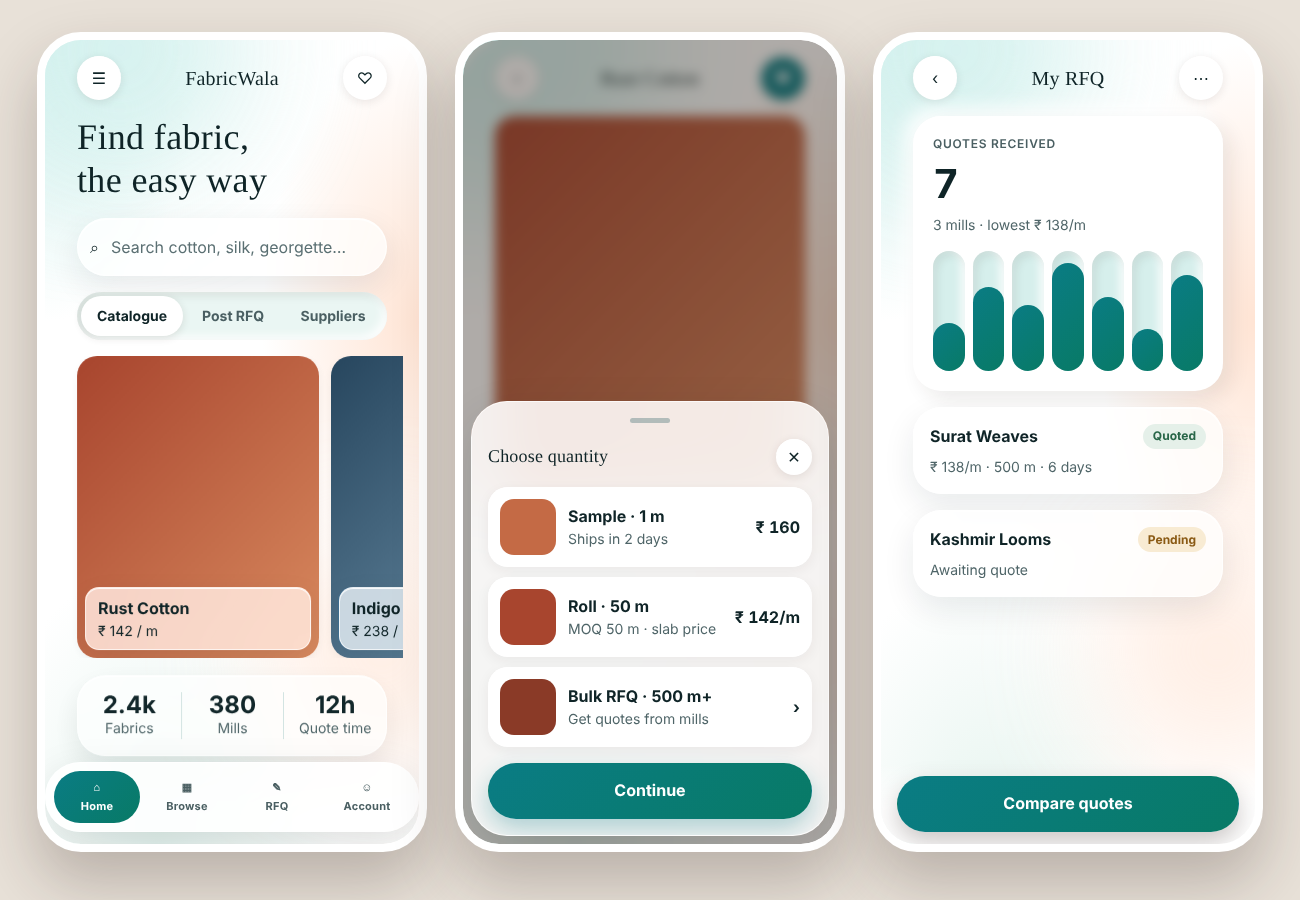 FabricWala
Find fabric,
the easy way
Search cotton, silk, georgette...
Catalogue Post RFQ Suppliers
Rust Cotton
₹ 142 / m
Indigo
₹ 238 /
2.4k 380 12h
Fabrics Mills Quote time
Home Browse RFQ Account
Rust Cotton
Choose quantity
Sample · 1 m
Ships in 2 days
₹ 160
Roll · 50 m
MOQ 50 m · slab price
₹ 142/m
Bulk RFQ · 500 m+
Get quotes from mills
Continue
My RFQ
QUOTES RECEIVED
7
3 mills · lowest ₹ 138/m
Surat Weaves
Quoted
₹ 138/m · 500 m · 6 days
Kashmir Looms
Pending
Awaiting quote
Compare quotes